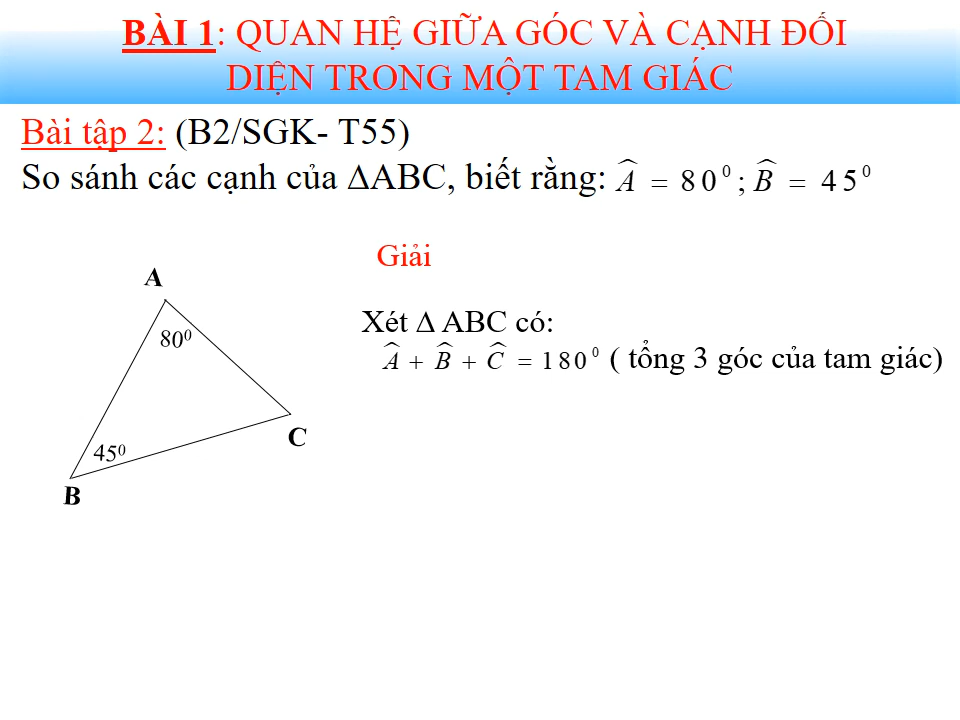 BÀI 1: QUAN HỆ GIỮA GÓC VÀ CẠNH ĐỐI
DIỆN TRONG MỘT TAM GIÁC
Bài tập 2: (B2/SGK- T55)
So sánh các cạnh của ΔABC, biết rằng: Â = 80⁰ ; B̂ = 45⁰
Giải
A
80⁰
Xét Δ ABC có:
Â + B̂ + Ĉ = 180⁰ ( tổng 3 góc của tam giác)
C
45⁰
B